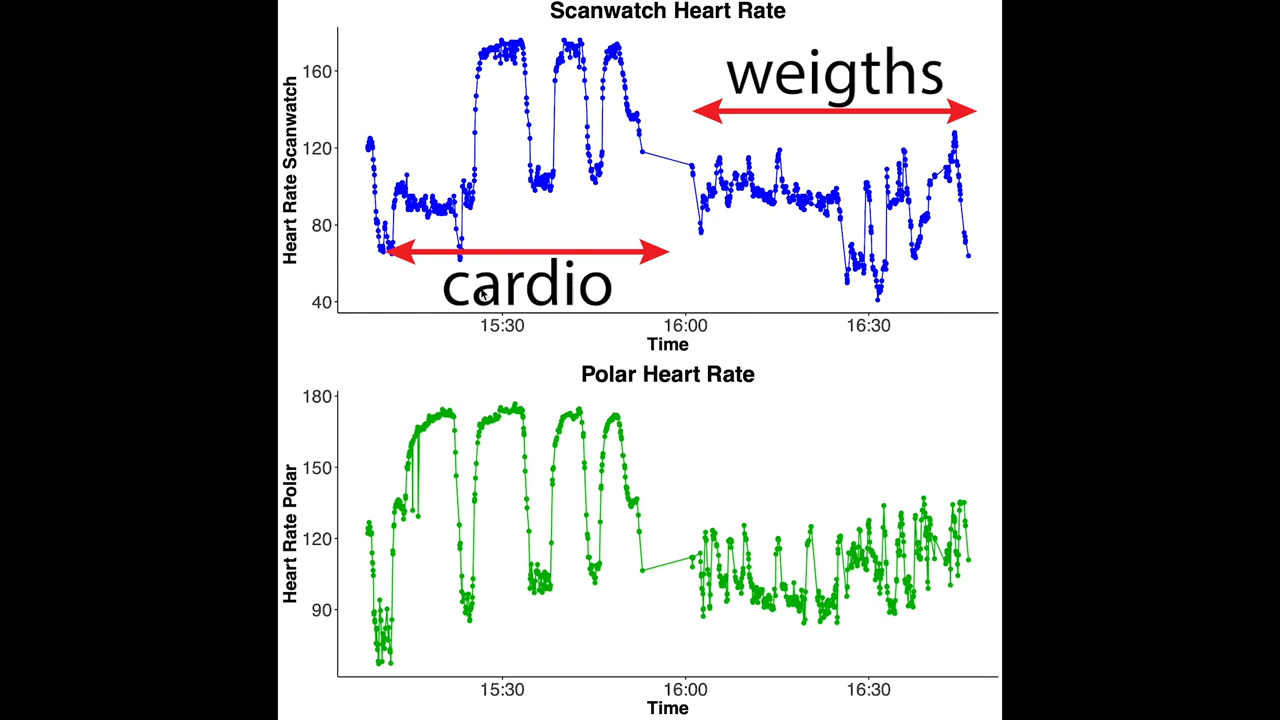 Scanwatch Heart Rate
Heart Rate Scanwatch
160
120
80
40
weigths
cardio
15:30 16:00 16:30
Time
Polar Heart Rate
Heart Rate Polar
180
150
120
90
15:30 16:00 16:30
Time